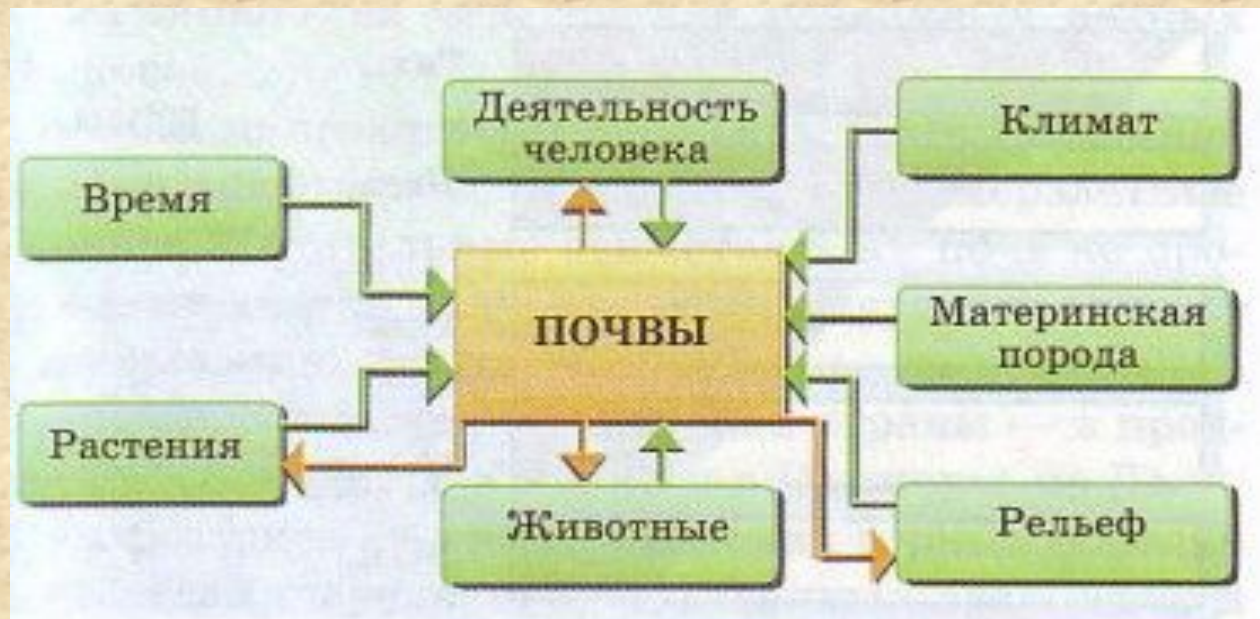 Деятельность
человека
Климат
Время
ПОЧВЫ
Материнская
порода
Растения
Животные
Рельеф